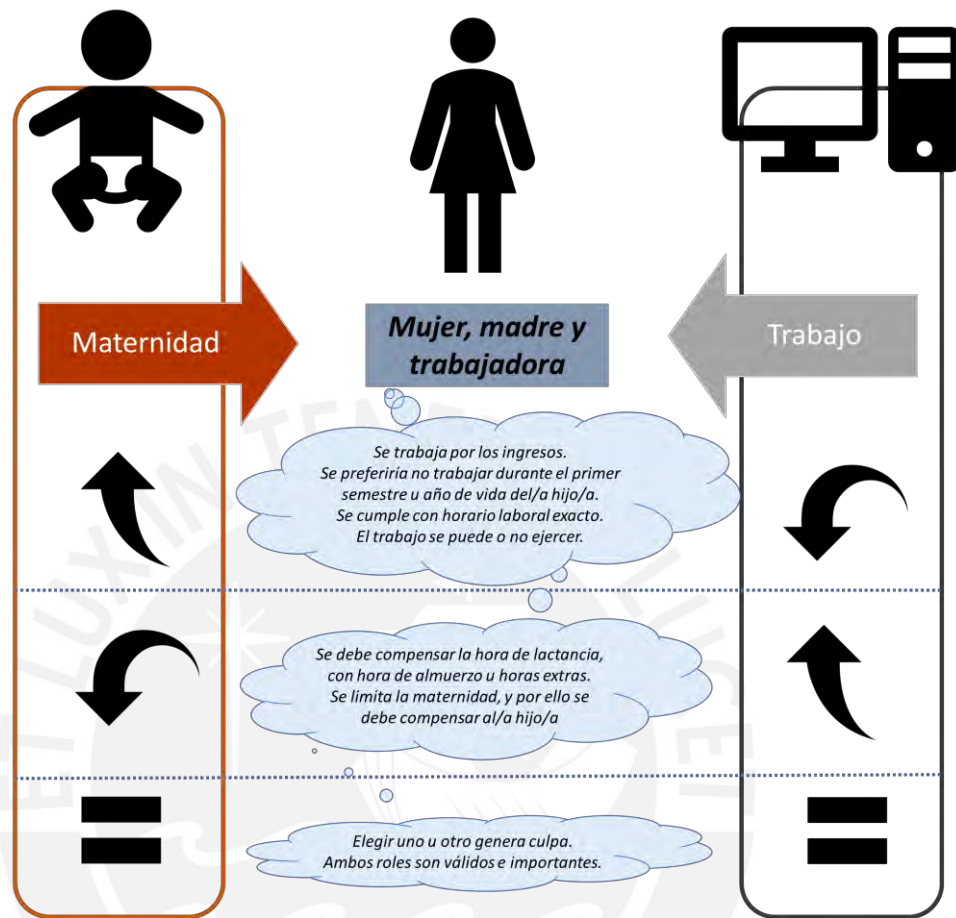 Maternidad
Mujer, madre y
trabajadora
Trabajo
Se trabaja por los ingresos.
Se preferiría no trabajar durante el primer
semestre u año de vida del/a hijo/a.
Se cumple con horario laboral exacto.
El trabajo se puede o no ejercer.
Se debe compensar la hora de lactancia,
con hora de almuerzo u horas extras.
Se limita la maternidad, y por ello se
debe compensar al/a hijo/a
Elegir uno u otro genera culpa.
Ambos roles son válidos e importantes.